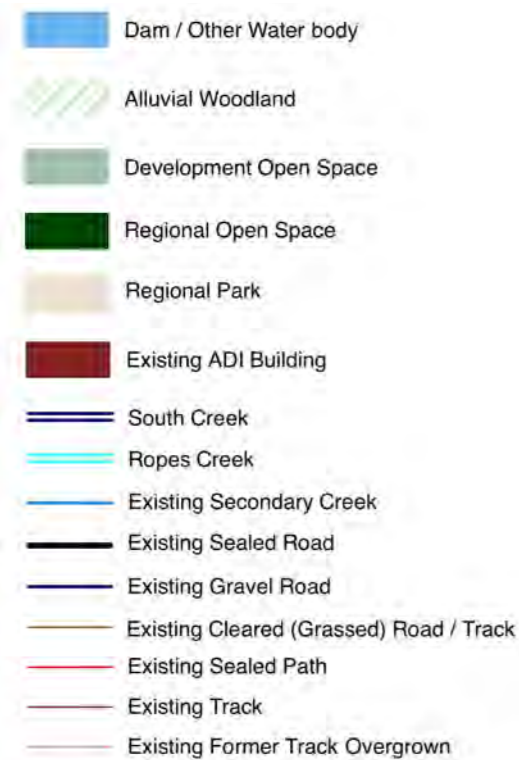 Dam / Other Water body
Alluvial Woodland
Development Open Space
Regional Open Space
Regional Park
Existing ADI Building
South Creek
Ropes Creek
Existing Secondary Creek
Existing Sealed Road
Existing Gravel Road
Existing Cleared (Grassed) Road / Track
Existing Sealed Path
Existing Track
Existing Former Track Overgrown